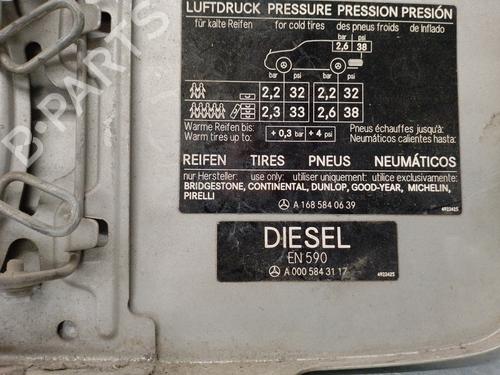 LUFTDRUCK PRESSURE PRESSION PRESIÓN
für kalte Reifen for cold tires des pneus froids de inflado
2,6 38
bar psi bar psi
2,2 32 2,2 32
2,3 33 2,6 38
Warme Reifen bis: Pneus échauffes jusqu'à:
Warm tires up to: + 0,3 bar + 4 psi Neumáticos calientes hasta:
REIFEN TIRES PNEUS NEUMÁTICOS
nur Hersteller: use only: utiliser uniquement: utilice exclusivamente:
BRIDGESTONE, CONTINENTAL, DUNLOP, GOOD-YEAR, MICHELIN,
PIRELLI
A 168 584 06 39
4922425
DIESEL
EN 590
A 000 584 31 17
4922425
B-PARTS